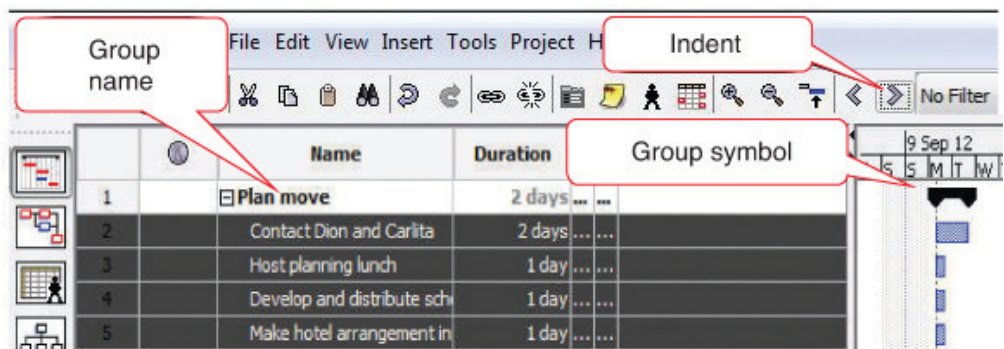 Group
name
File Edit View Insert Tools Project H
Indent
No Filter
Name
Duration
Group symbol
9 Sep 12
S S M T W T
1 Plan move 2 days ... ...
2 Contact Dion and Carlita 2 days ... ...
3 Host planning lunch 1 day ... ...
4 Develop and distribute sche 1 day ... ...
5 Make hotel arrangement in 1 day ... ...